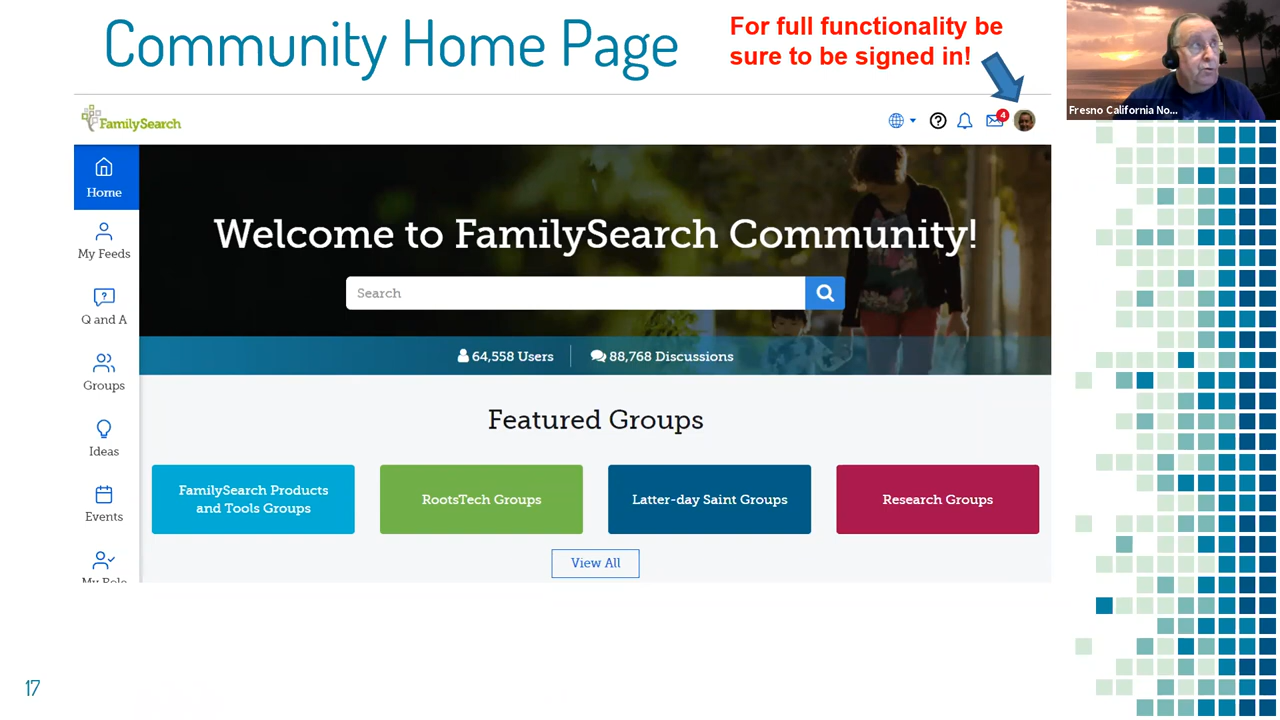 Community Home Page
For full functionality be
sure to be signed in!
Fresno California No...
FamilySearch
4
Home
My Feeds
Q and A
Groups
Ideas
Events
My Role
Welcome to FamilySearch Community!
Search
64,558 Users
88,768 Discussions
Featured Groups
FamilySearch Products
and Tools Groups
RootsTech Groups
Latter-day Saint Groups
Research Groups
View All
17